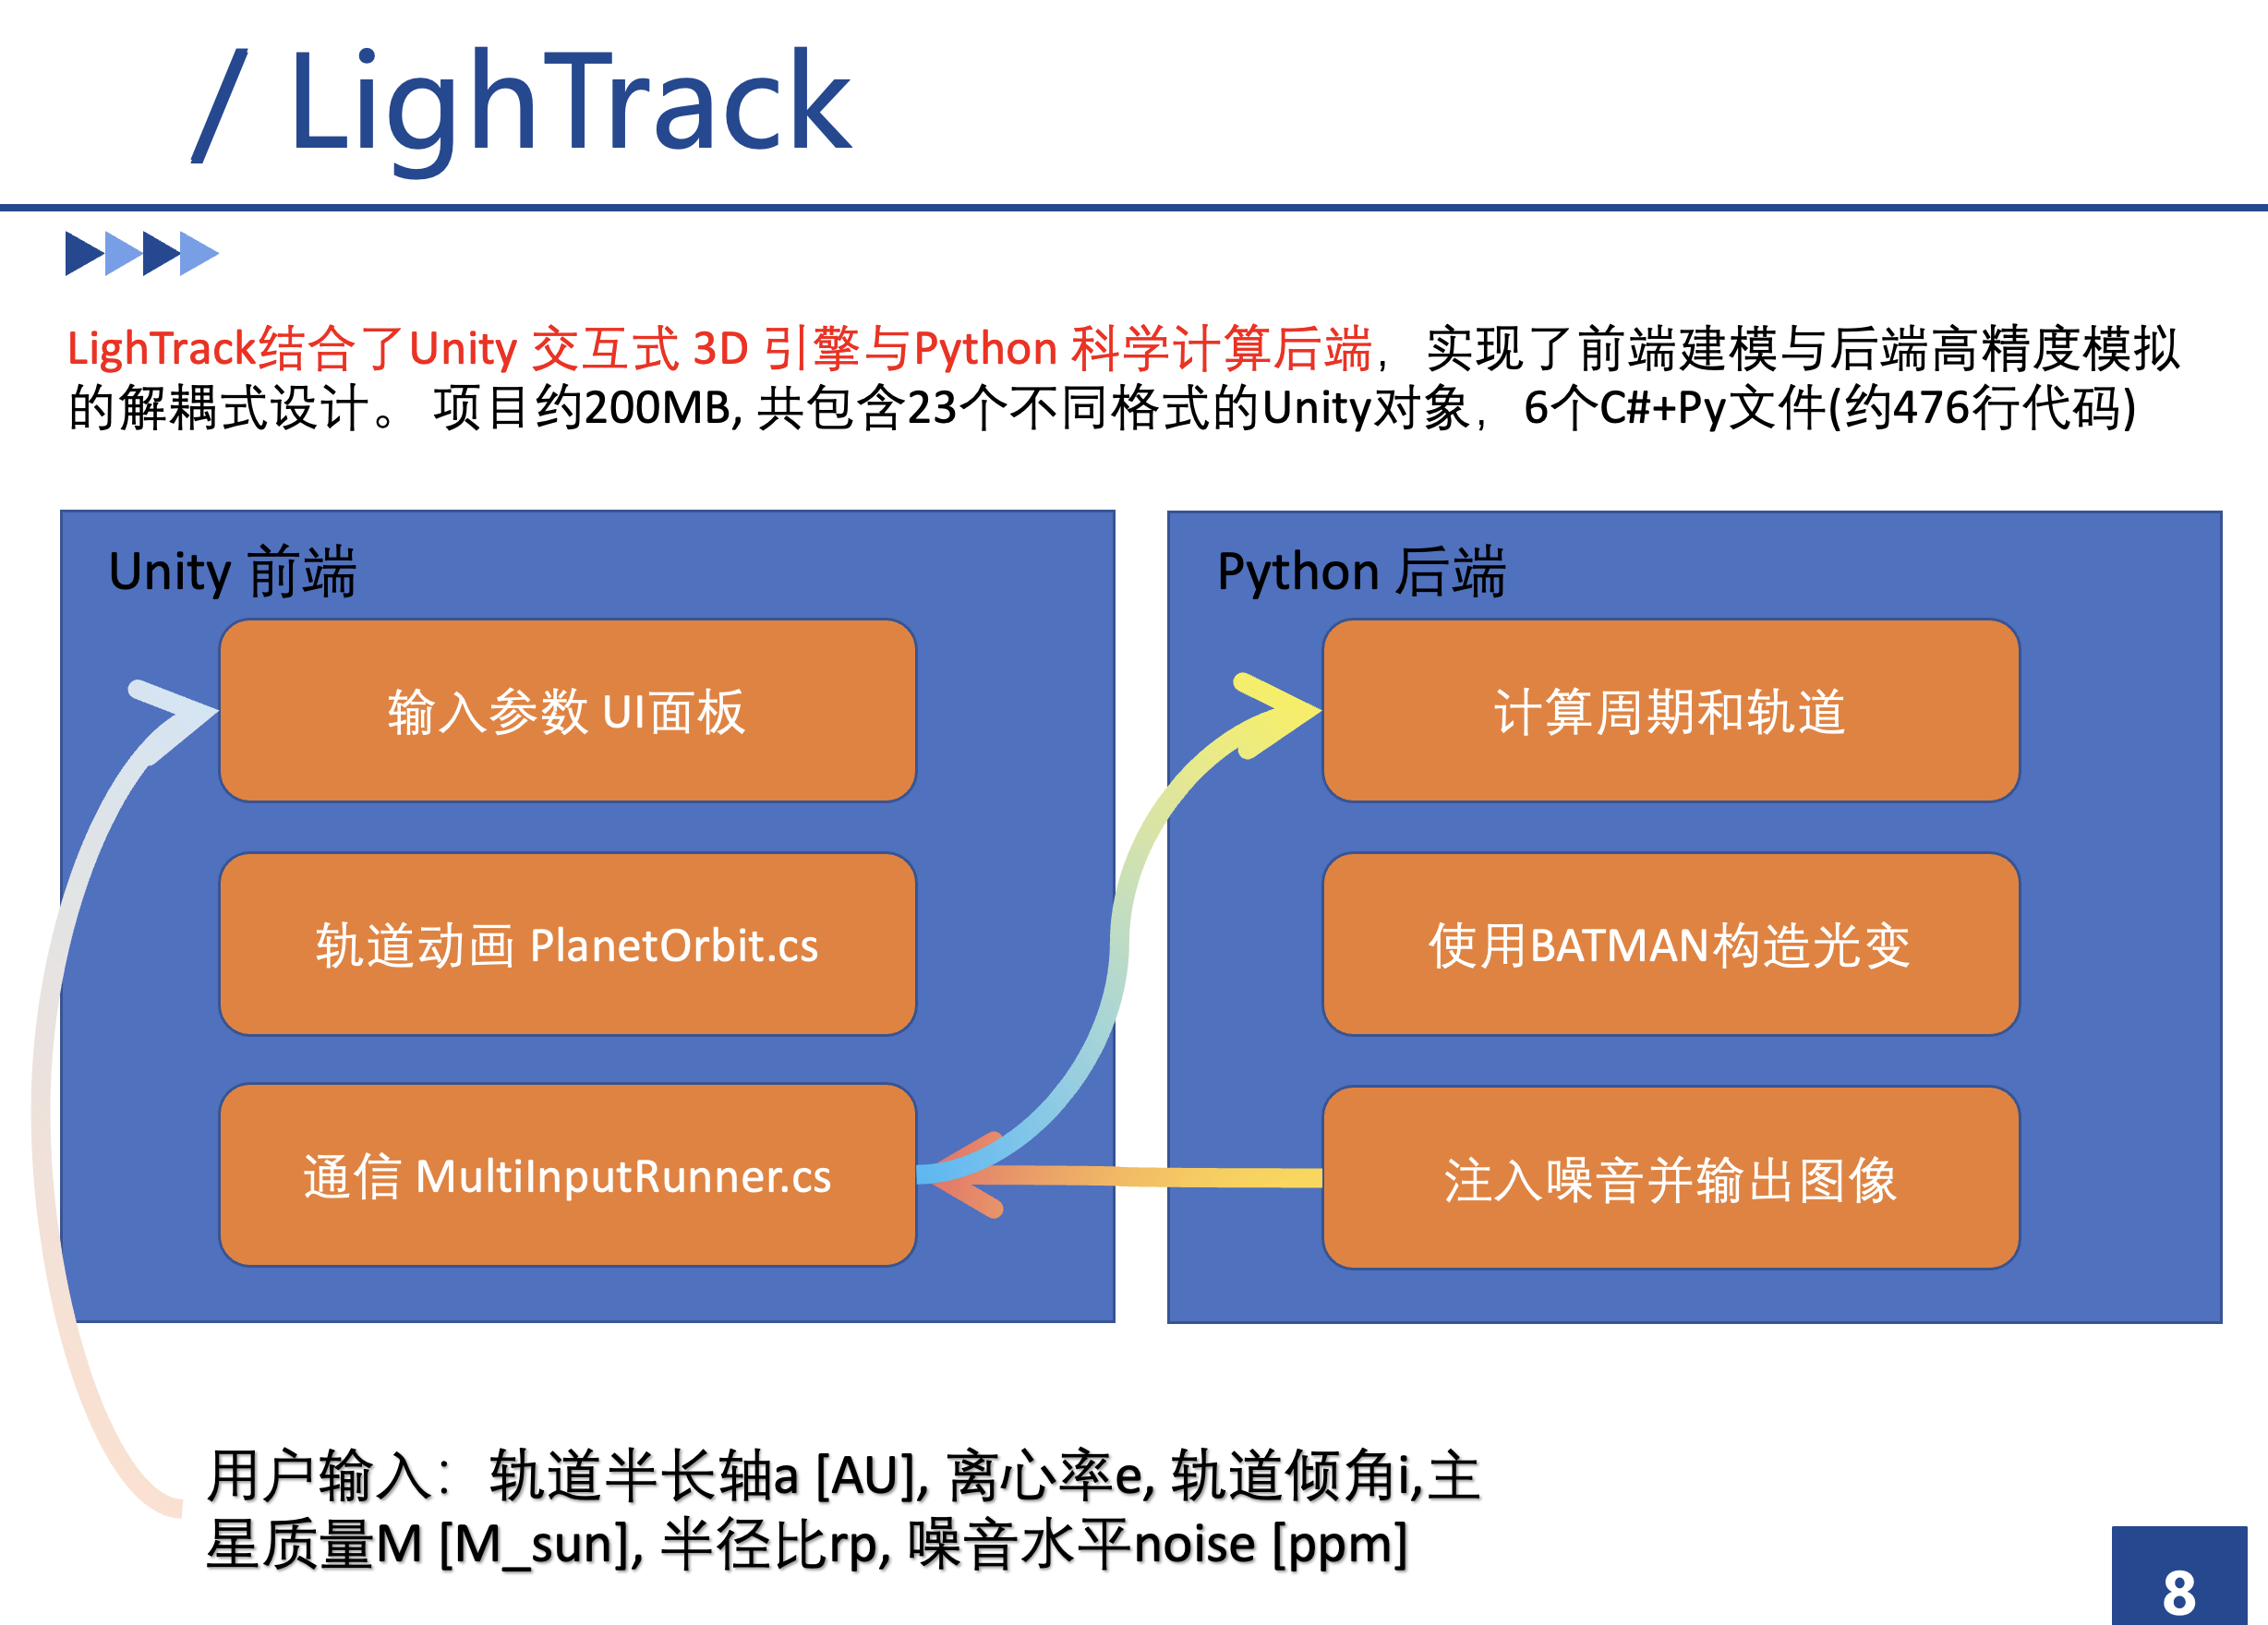 / LighTrack
LighTrack结合了Unity 交互式 3D 引擎与Python 科学计算后端，实现了前端建模与后端高精度模拟
的解耦式设计。 项目约200MB, 共包含23个不同格式的Unity对象，6个C#+Py文件(约476行代码)
Unity 前端
输入参数 UI面板
轨道动画 PlanetOrbit.cs
通信 MultiInputRunner.cs
Python 后端
计算周期和轨道
使用BATMAN构造光变
注入噪音并输出图像
用户输入： 轨道半长轴a [AU], 离心率e, 轨道倾角i,主
星质量M [M_sun], 半径比rp, 噪音水平noise [ppm]
8